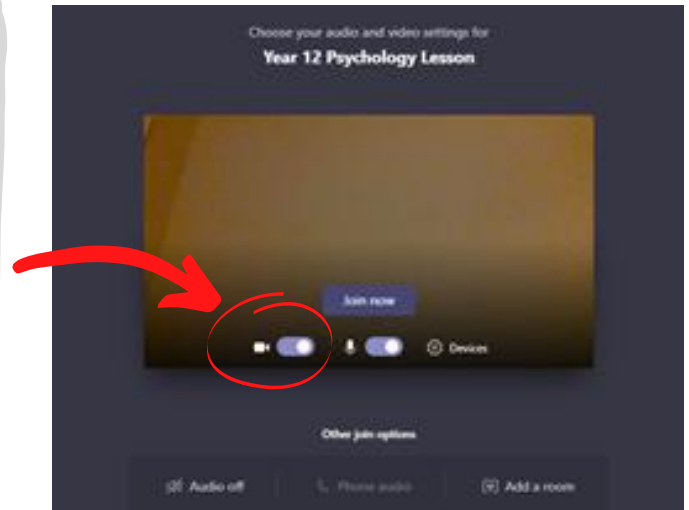 Choose your audio and video settings for
Year 12 Psychology Lesson
Join now
Devices
Other join options
Audio off
Phone audio
Add a room